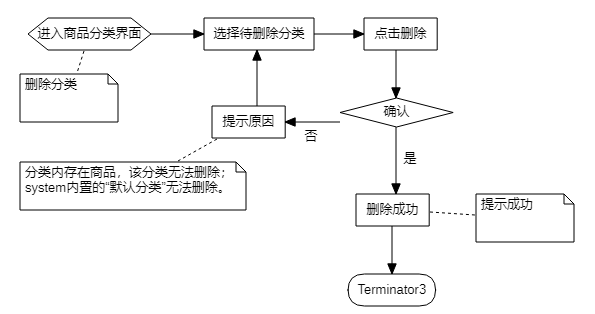 进入商品分类界面
选择待删除分类
点击删除
删除分类
确认
提示原因
否
是
分类内存在商品，该分类无法删除；
system内置的“默认分类”无法删除。
删除成功
提示成功
Terminator3